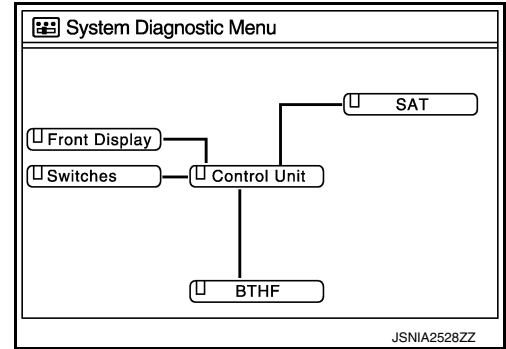 System Diagnostic Menu
SAT
Front Display
Switches
Control Unit
BTHF
JSNIA2528ZZ